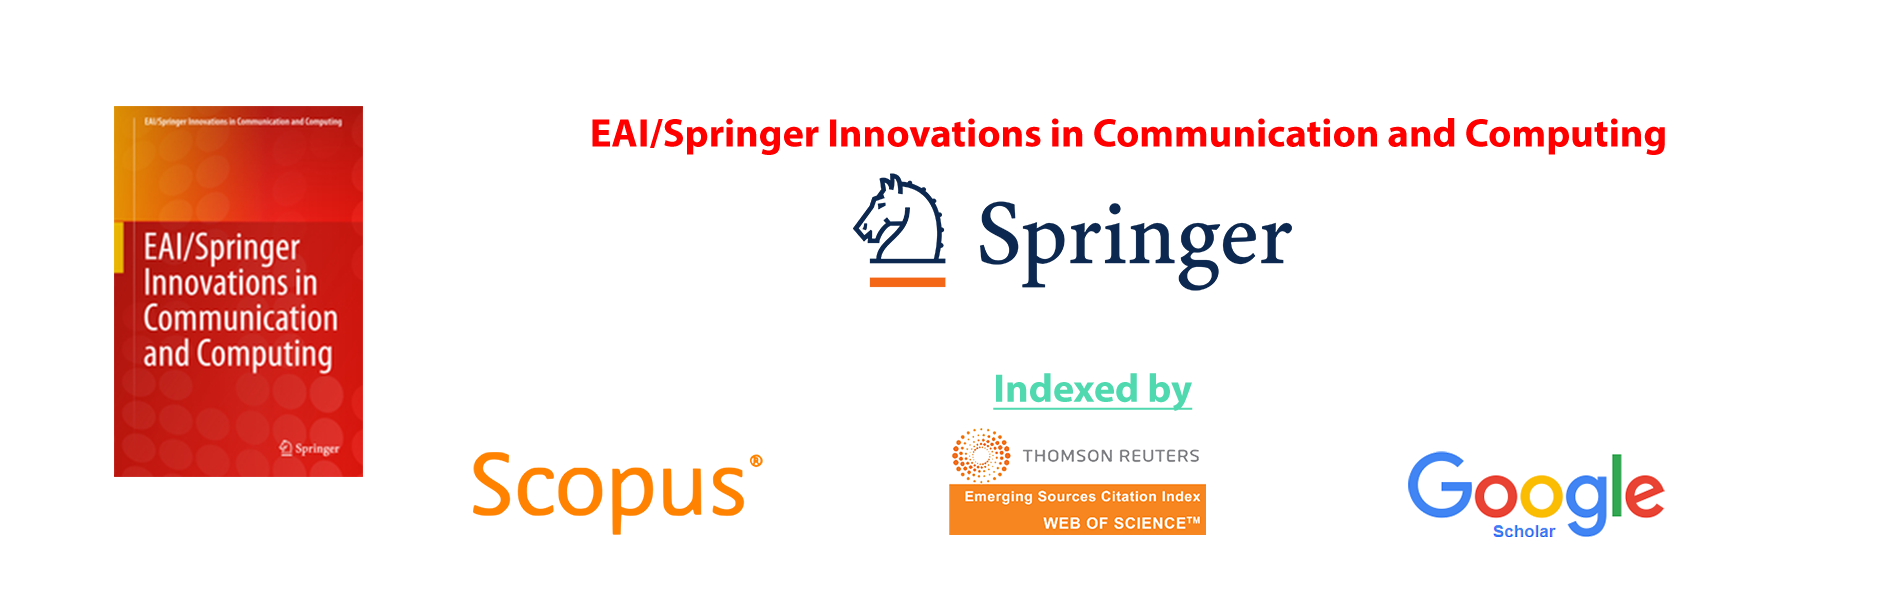 EAI/Springer Innovations in Communication and Computing
EAI/Springer
Innovations in
Communication
and Computing
Springer
EAI/Springer Innovations in Communication and Computing
Springer
Indexed by
Scopus®
THOMSON REUTERS
Emerging Sources Citation Index
WEB OF SCIENCE™
Google
Scholar